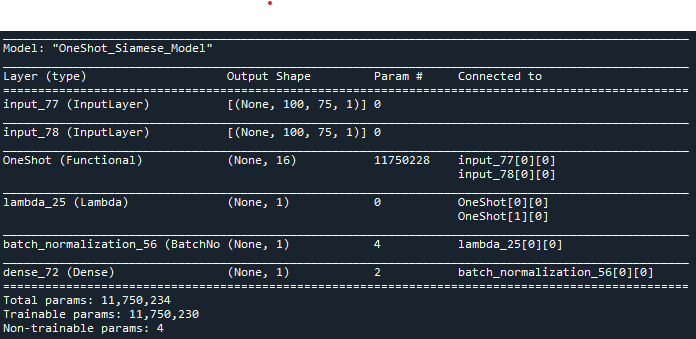 Model: "OneShot_Siamese_Model"
Layer (type) Output Shape Param # Connected to
input_77 (InputLayer) [(None, 100, 75, 1)] 0
input_78 (InputLayer) [(None, 100, 75, 1)] 0
OneShot (Functional) (None, 16) 11750228 input_77[0][0]
input_78[0][0]
lambda_25 (Lambda) (None, 1) 0 OneShot[0][0]
OneShot[1][0]
batch_normalization_56 (BatchNo (None, 1) 4 lambda_25[0][0]
dense_72 (Dense) (None, 1) 2 batch_normalization_56[0][0]
Total params: 11,750,234
Trainable params: 11,750,230
Non-trainable params: 4